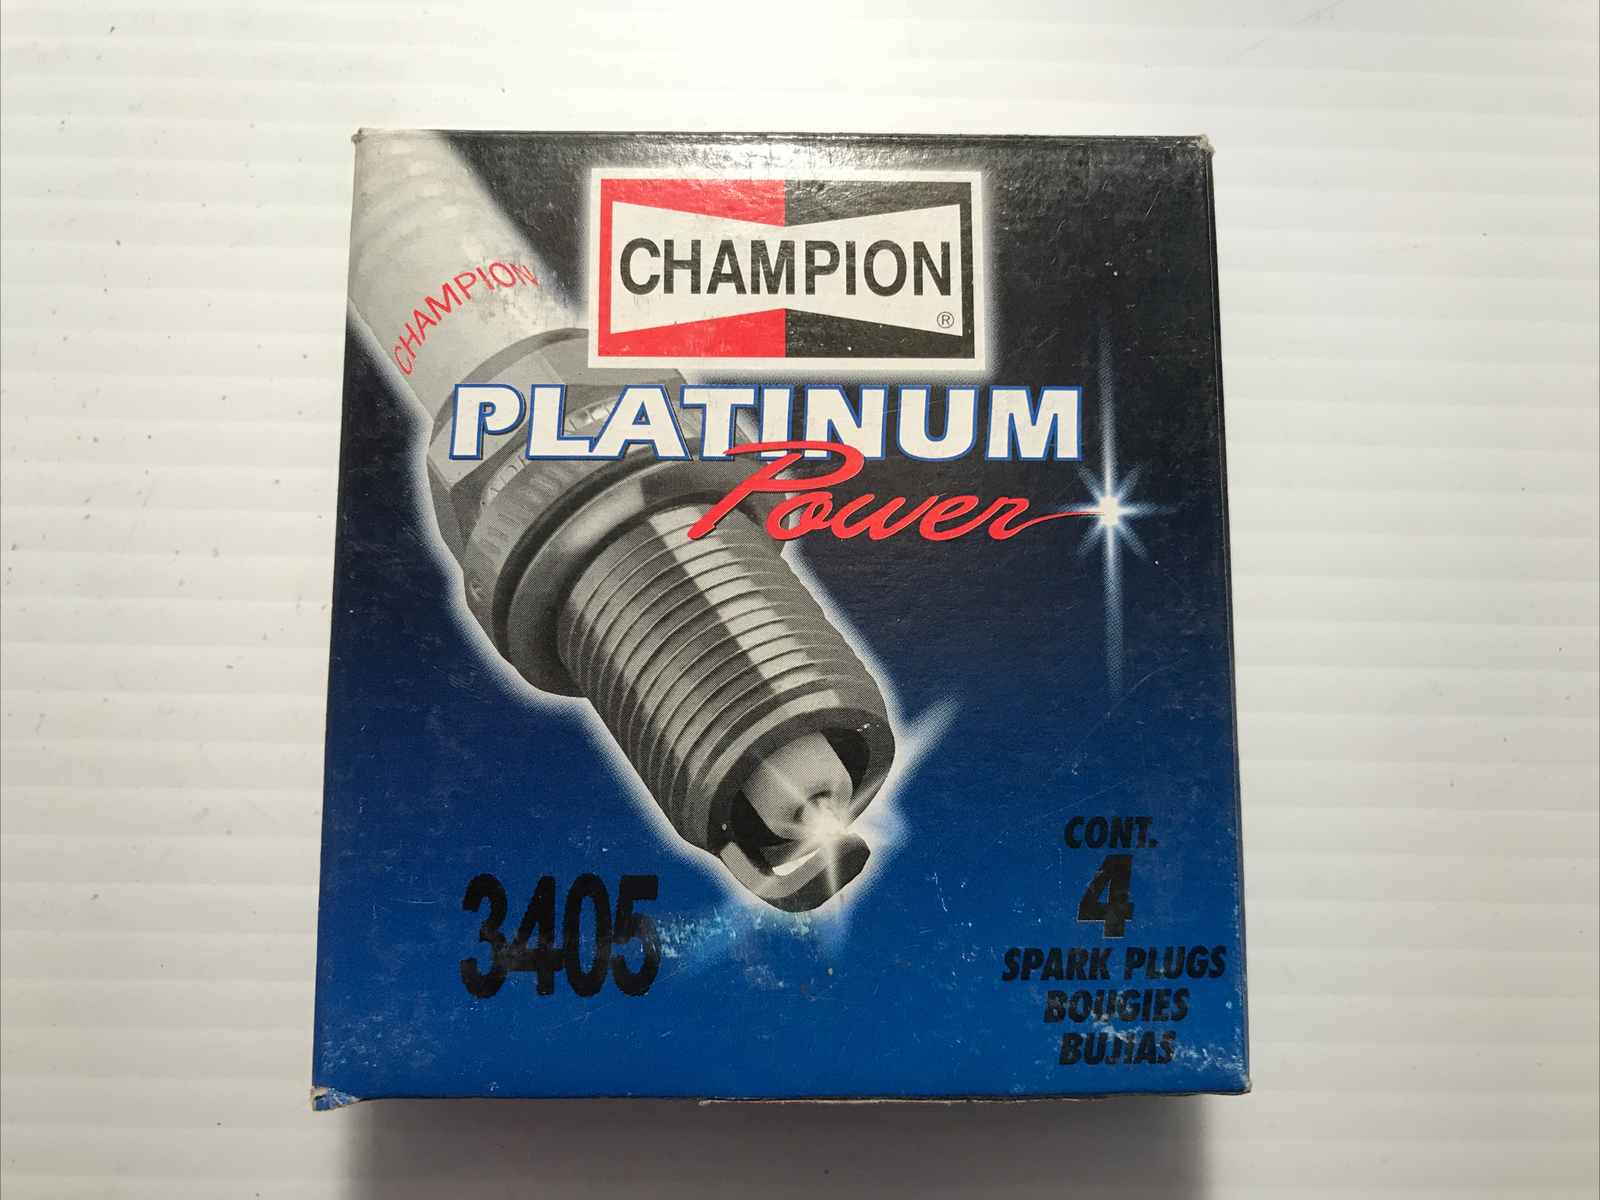 CHAMPION
CHAMPION
®
PLATINUM
Power
3405
CONT.
4
SPARK PLUGS
BOUGIES
BUJIAS